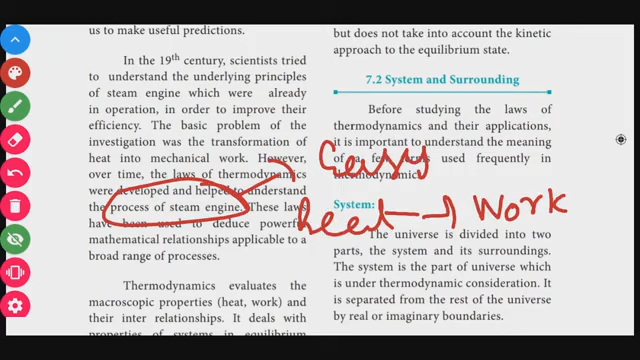 us to make useful predictions.
In the 19th century, scientists tried
to understand the underlying principles
of steam engine which were already
in operation, in order to improve their
efficiency. The basic problem of the
investigation was the transformation of
heat into mechanical work. However,
over time, the laws of thermodynamics
were developed and helped to understand
the process of steam engine. These laws
have been used to deduce powerful
mathematical relationships applicable to a
broad range of processes.
Thermodynamics evaluates the
macroscopic properties (heat, work) and
their inter relationships. It deals with
properties of systems in equilibrium
but does not take into account the kinetic
approach to the equilibrium state.
7.2 System and Surrounding
Before studying the laws of
thermodynamics and their applications,
it is important to understand the meaning
of a few terms used frequently in
thermodynamics.
heat → Work
System:
The universe is divided into two
parts, the system and its surroundings.
The system is the part of universe which
is under thermodynamic consideration. It
is separated from the rest of the universe
by real or imaginary boundaries.